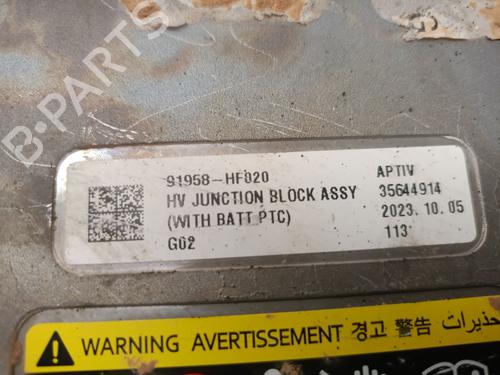 B-PARTS
91958-HF020
HV JUNCTION BLOCK ASSY
(WITH BATT PTC)
G02
APTIV
35644914
2023.10.05
113
WARNING AVERTISSEMENT 경고 警告 تحذيرات